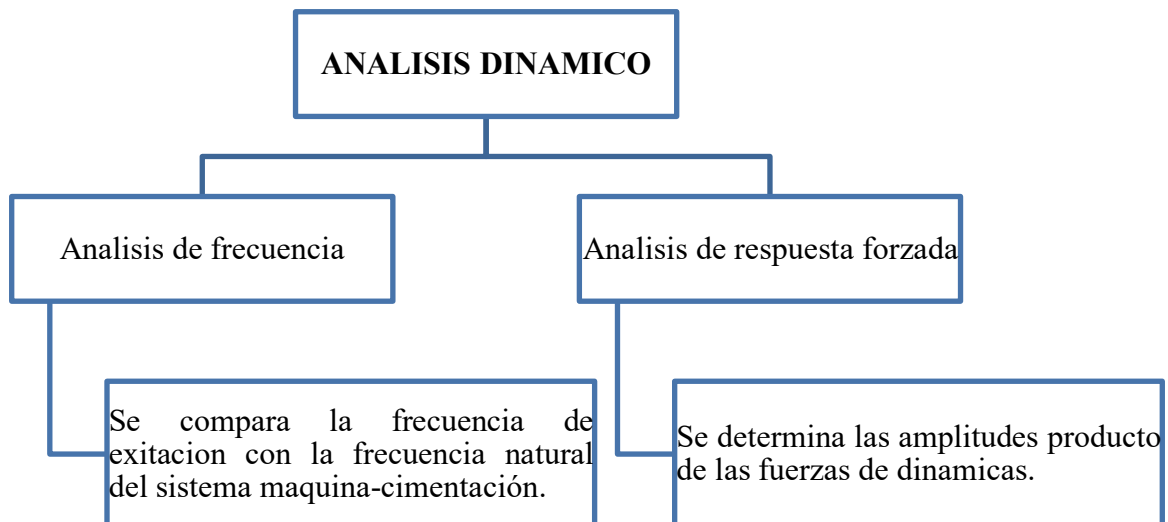 ANALISIS DINAMICO
Analisis de frecuencia
Analisis de respuesta forzada
Se compara la frecuencia de
exitacion con la frecuencia natural
del sistema maquina-cimentación.
Se determina las amplitudes producto
de las fuerzas de dinamicas.